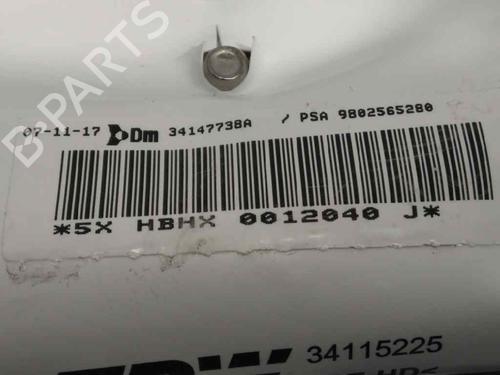 B-PARTS
07-11-17 Dm 34147738A / PSA 9802565280
*5X HBHX 0012040 J*
34115225